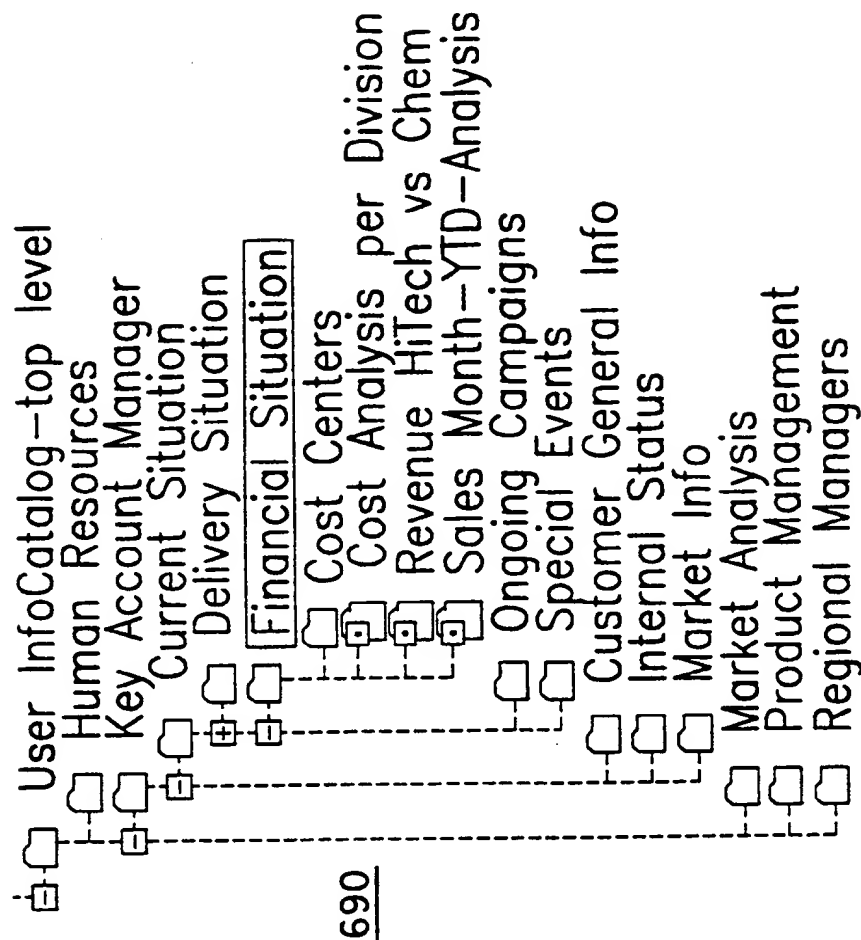 User InfoCatalog–top level
Human Resources
Key Account Manager
Current Situation
Delivery Situation
Financial Situation
Cost Centers
Cost Analysis per Division
Revenue HiTech vs Chem
Sales Month–YTD–Analysis
Ongoing Campaigns
Special Events
Customer General Info
Internal Status
Market Info
Market Analysis
Product Management
Regional Managers
690